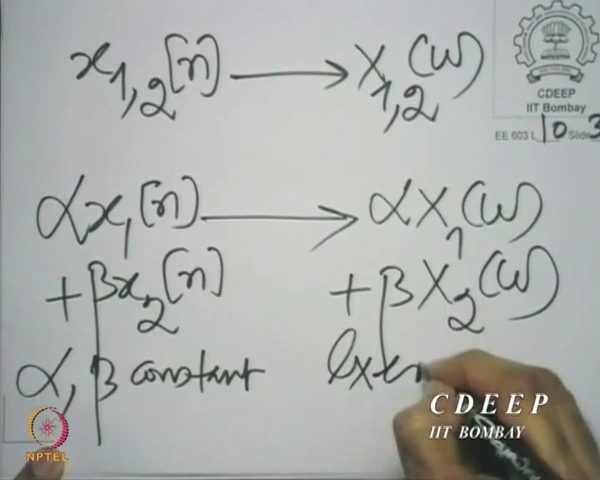 x₁,₂[n] → X₁,₂(ω)
CDEEP
IIT Bombay
EE 603 L 10 Slide 3
αx₁[n] → αX₁(ω)
+ βx₂[n] + βX₂(ω)
α, β constant
CDEEP
IIT BOMBAY
NPTEL